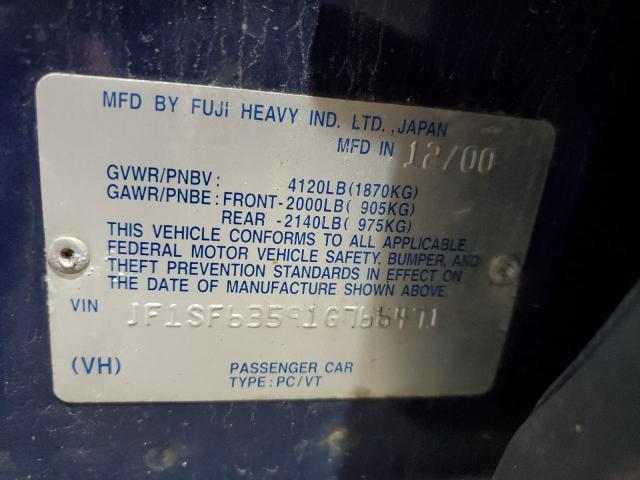 MFD BY FUJI HEAVY IND. LTD., JAPAN
MFD IN 12/00
GVWR/PNBV: 4120LB(1870KG)
GAWR/PNBE: FRONT-2000LB( 905KG)
REAR -2140LB( 975KG)
THIS VEHICLE CONFORMS TO ALL APPLICABLE
FEDERAL MOTOR VEHICLE SAFETY, BUMPER, AND
THEFT PREVENTION STANDARDS IN EFFECT ON
THE DATE OF MANUFACTURE SHOWN ABOVE.
VIN JF1SF63591G766471
(VH) PASSENGER CAR
TYPE: PC/VT